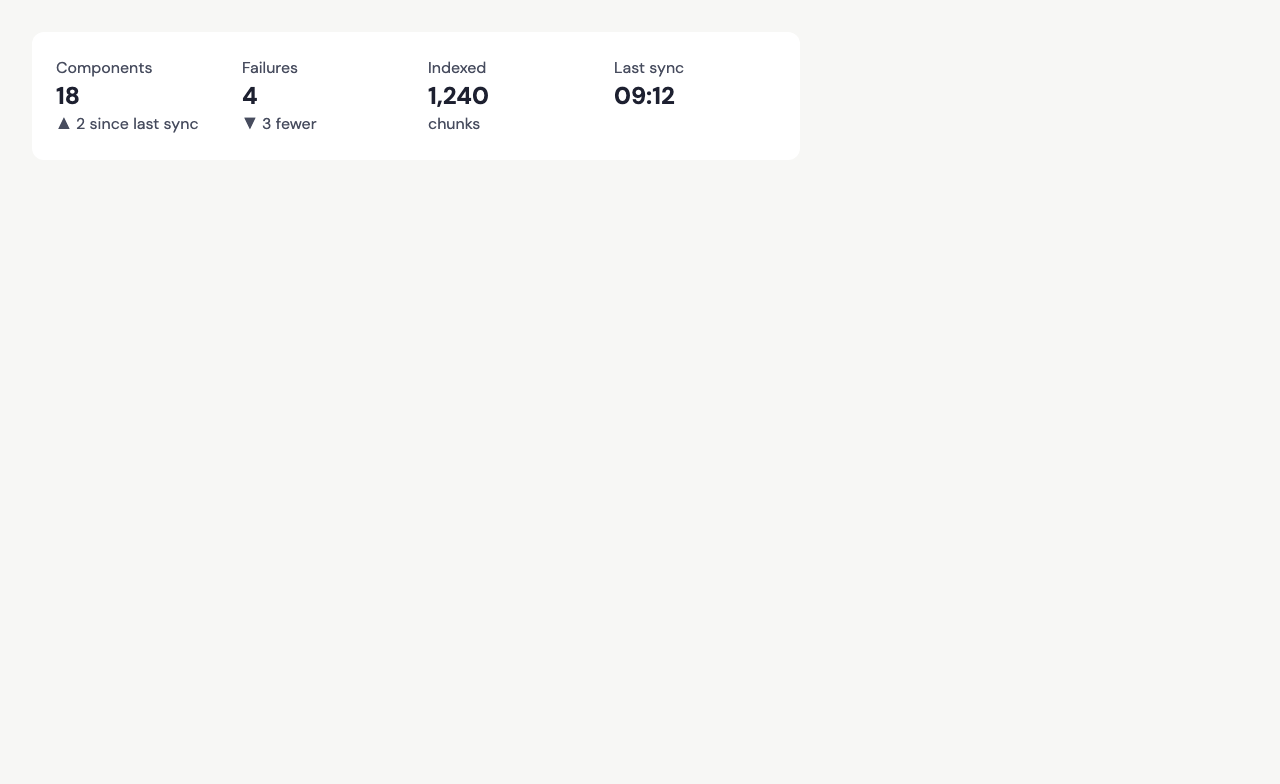 Components
18
▲ 2 since last sync
Failures
4
▼ 3 fewer
Indexed
1,240
chunks
Last sync
09:12